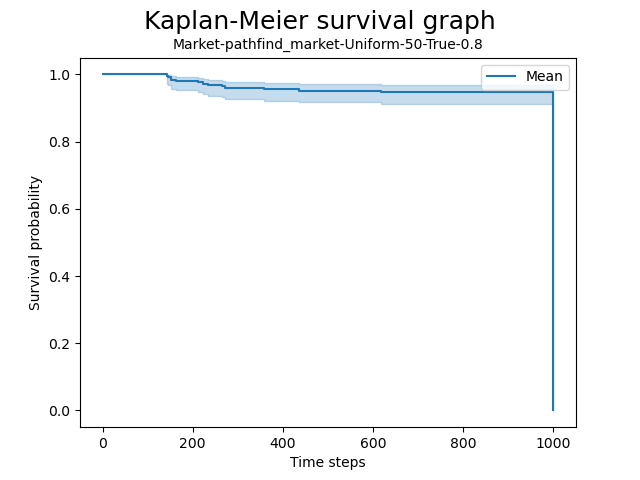 Kaplan-Meier survival graph
Market-pathfind_market-Uniform-50-True-0.8
Mean
1.0
0.8
0.6
0.4
0.2
0.0
Survival probability
0
200
400
600
800
1000
Time steps